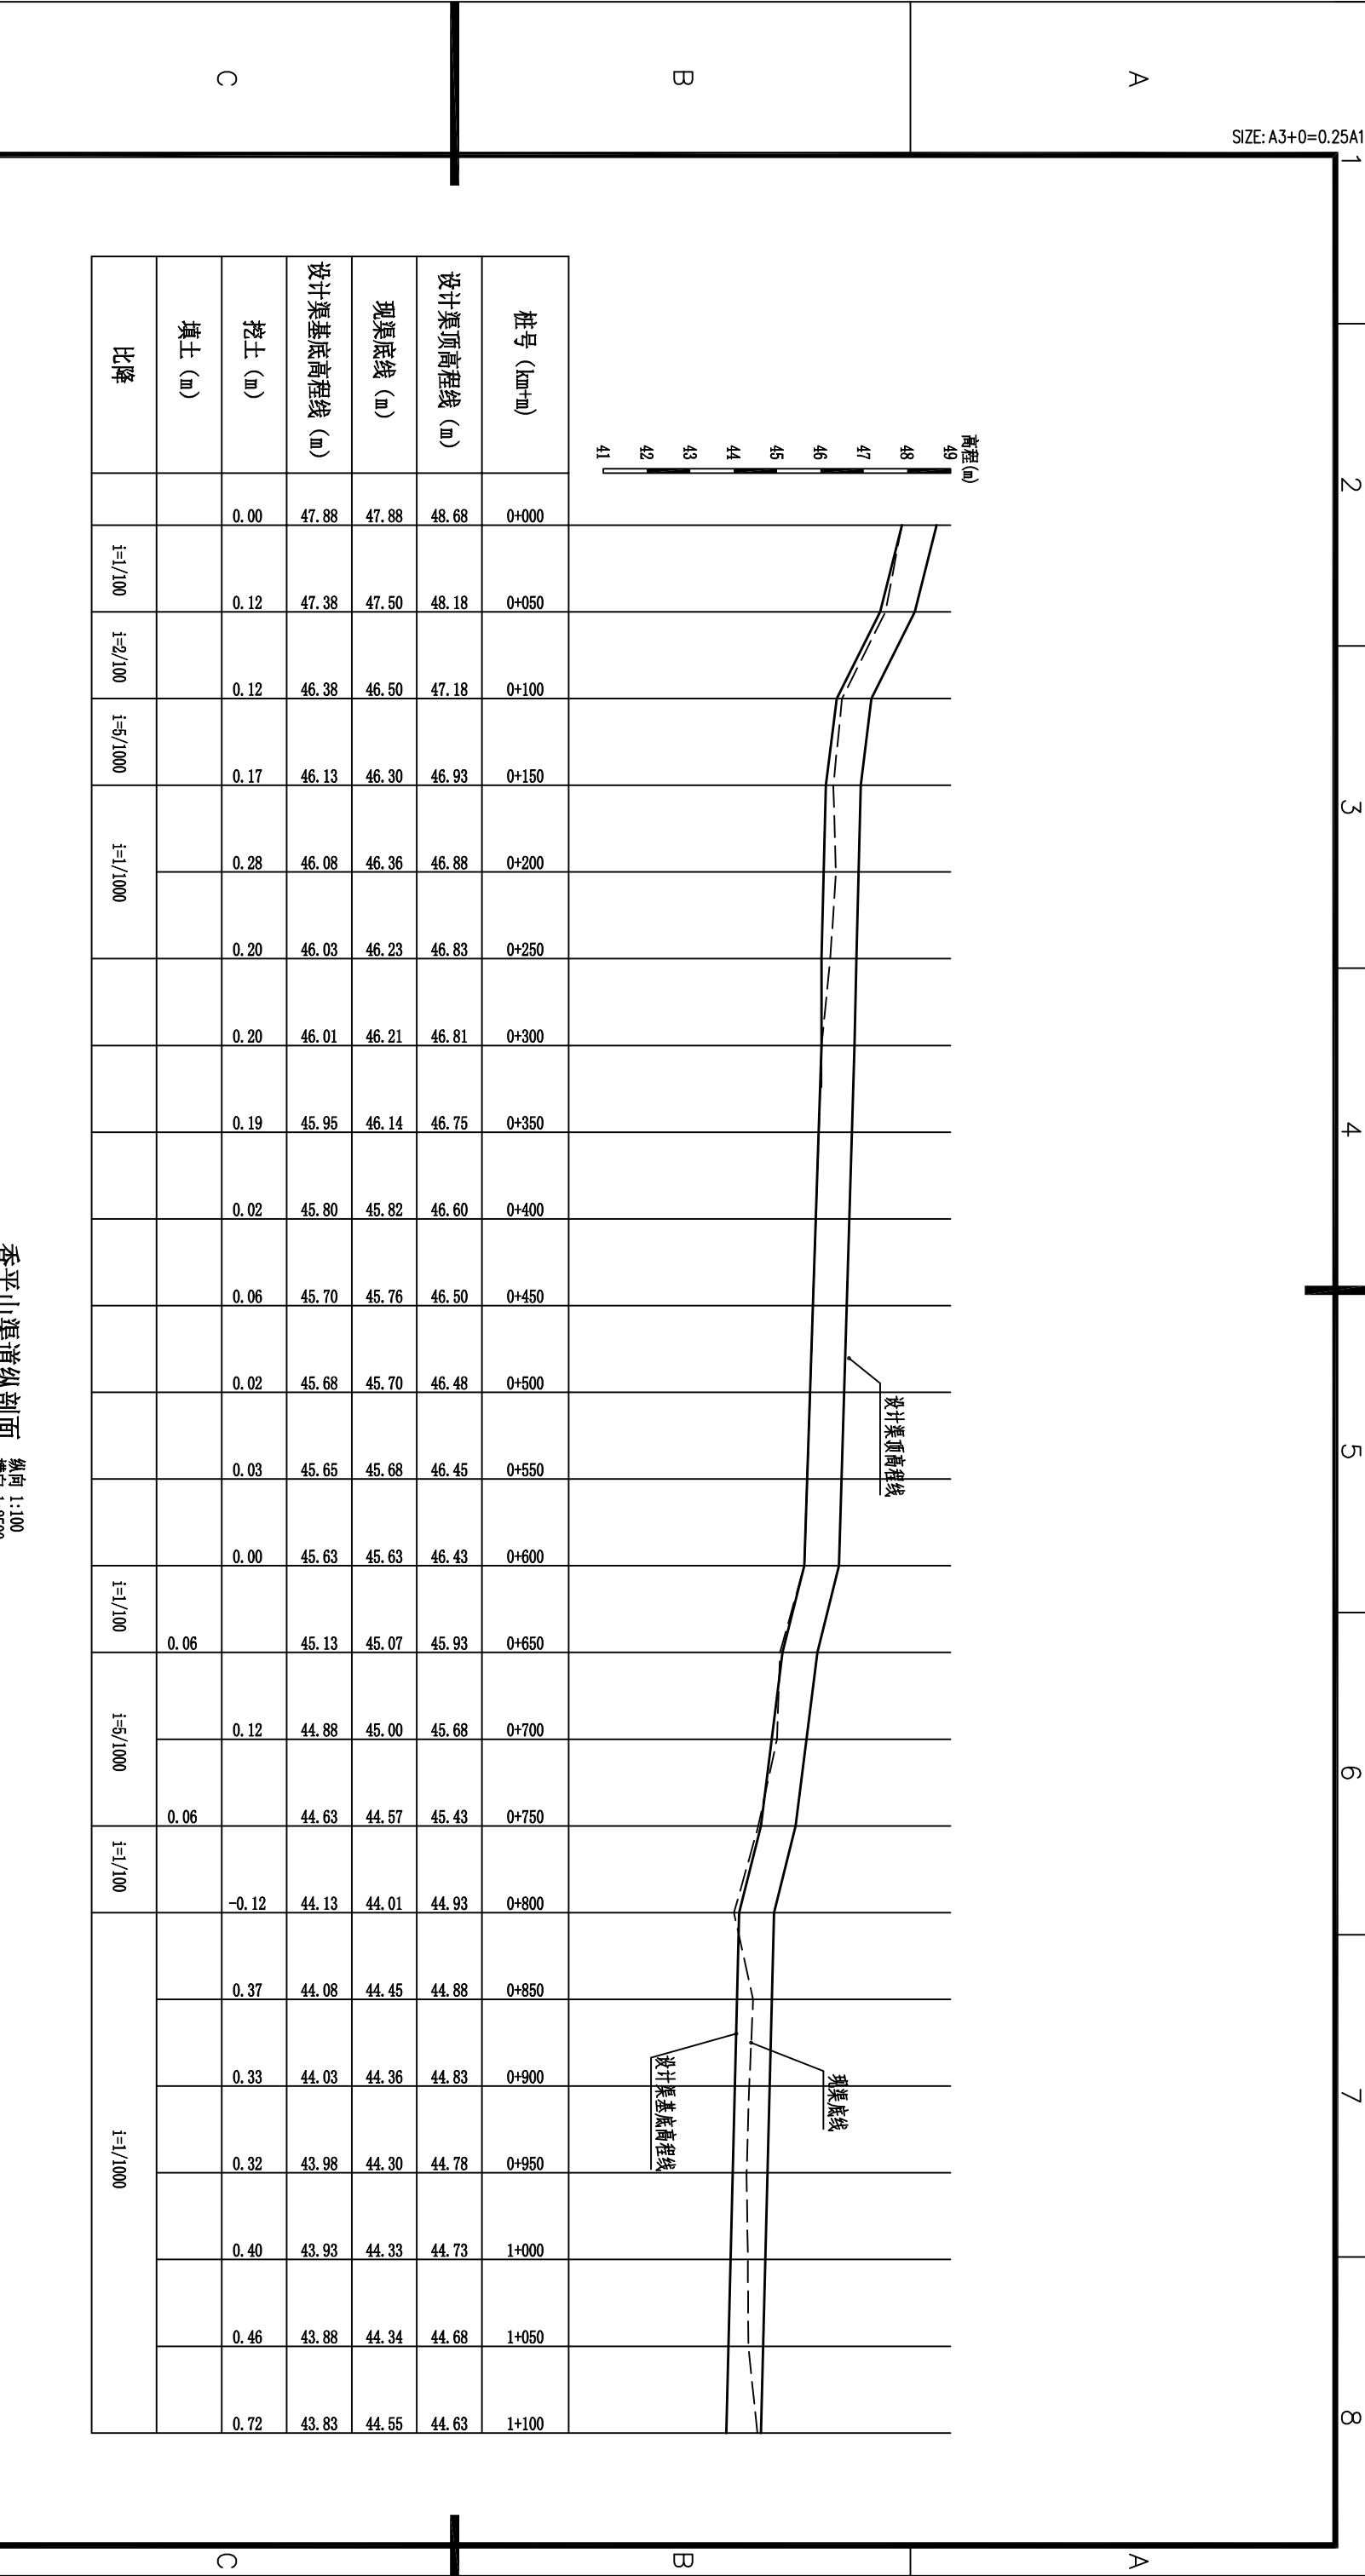 SIZE: A3+0=0.25A1
1 2 3 4 5 6 7 8
A A
B B
C C
高程(m)
49
48
47
46
45
44
43
42
41
设计渠顶高程线
现渠底线
设计渠基底高程线
桩号 (km+m) 0+000 0+050 0+100 0+150 0+200 0+250 0+300 0+350 0+400 0+450 0+500 0+550 0+600 0+650 0+700 0+750 0+800 0+850 0+900 0+950 1+000 1+050 1+100
设计渠顶高程线 (m) 48.68 48.18 47.18 46.93 46.88 46.83 46.81 46.75 46.60 46.50 46.48 46.45 46.43 45.93 45.68 45.43 44.93 44.88 44.83 44.78 44.73 44.68 44.63
现渠底线 (m) 47.88 47.50 46.50 46.30 46.36 46.23 46.21 46.14 45.82 45.76 45.70 45.68 45.63 45.07 45.00 44.57 44.01 44.45 44.36 44.30 44.33 44.34 44.55
设计渠基底高程线 (m) 47.88 47.38 46.38 46.13 46.08 46.03 46.01 45.95 45.80 45.70 45.68 45.65 45.63 45.13 44.88 44.63 44.13 44.08 44.03 43.98 43.93 43.88 43.83
挖土 (m) 0.00 0.12 0.12 0.17 0.28 0.20 0.20 0.19 0.02 0.06 0.02 0.03 0.00 0.12 -0.12 0.37 0.33 0.32 0.40 0.46 0.72
填土 (m) 0.06 0.06
比降 i=1/100 i=2/100 i=5/1000 i=1/1000 i=1/100 i=5/1000 i=1/100 i=1/1000
香平山渠道纵剖面 纵向 1:100